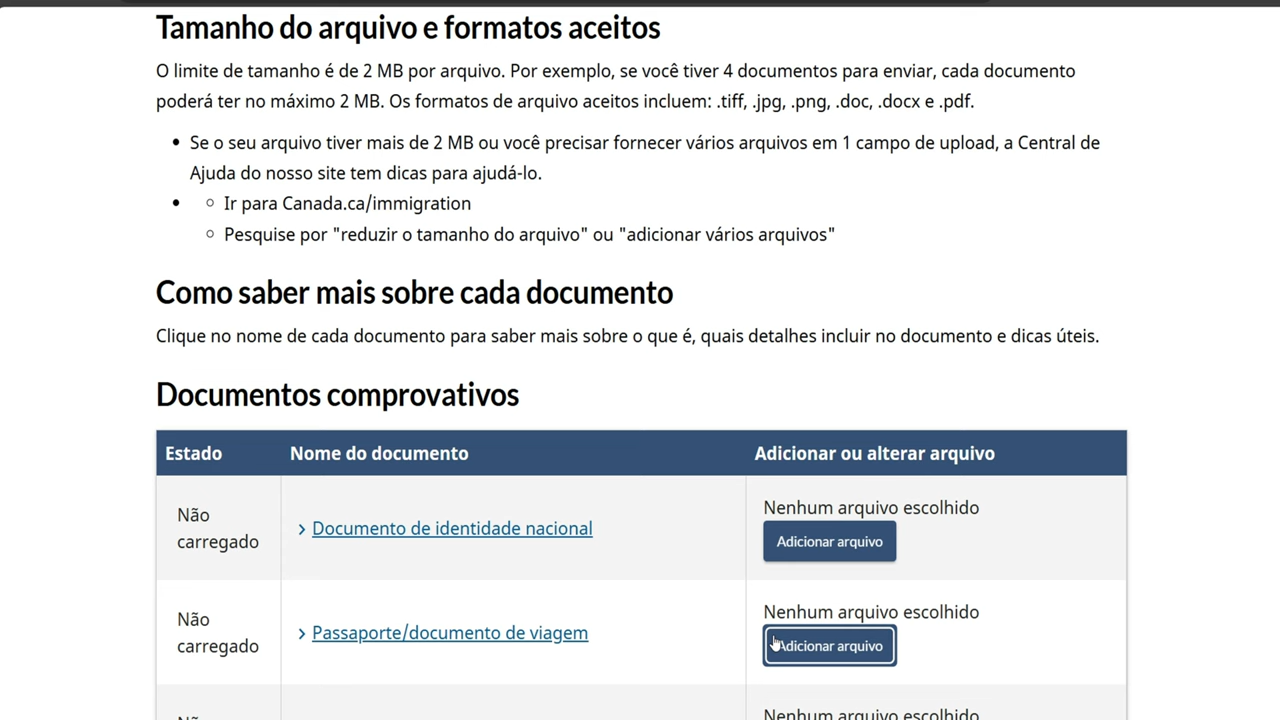 Tamanho do arquivo e formatos aceitos
O limite de tamanho é de 2 MB por arquivo. Por exemplo, se você tiver 4 documentos para enviar, cada documento
poderá ter no máximo 2 MB. Os formatos de arquivo aceitos incluem: .tiff, .jpg, .png, .doc, .docx e .pdf.
Se o seu arquivo tiver mais de 2 MB ou você precisar fornecer vários arquivos em 1 campo de upload, a Central de
Ajuda do nosso site tem dicas para ajudá-lo.
Ir para Canada.ca/immigration
Pesquise por "reduzir o tamanho do arquivo" ou "adicionar vários arquivos"
Como saber mais sobre cada documento
Clique no nome de cada documento para saber mais sobre o que é, quais detalhes incluir no documento e dicas úteis.
Documentos comprovativos
Estado Nome do documento Adicionar ou alterar arquivo
Nenhum arquivo escolhido
Não
carregado
Documento de identidade nacional
Adicionar arquivo
Nenhum arquivo escolhido
Não
carregado
Passaporte/documento de viagem
Adicionar arquivo
Nenhum arquivo escolhido